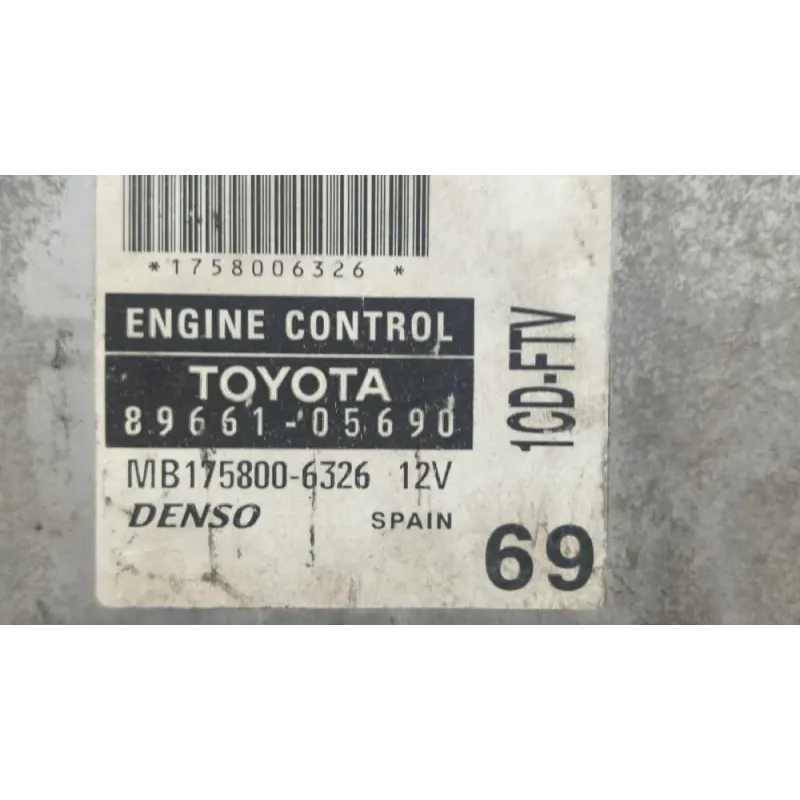 *1758006326*
ENGINE CONTROL
TOYOTA
89661-05690
MB175800-6326 12V
DENSO SPAIN
69
1CD-FTV